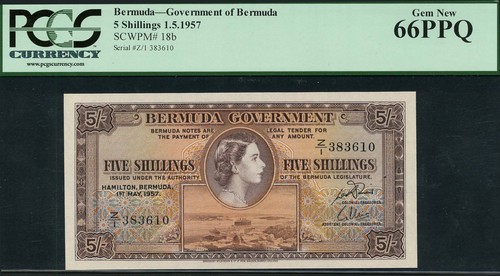 Bermuda—Government of Bermuda
5 Shillings 1.5.1957
SCWPM# 18b
Serial #Z/1 383610
Gem New
66PPQ
PCGS
CURRENCY
www.pcgscurrency.com
5/-
BERMUDA GOVERNMENT
5/-
BERMUDA NOTES ARE LEGAL TENDER FOR
THE PAYMENT OF ANY AMOUNT.
Z/1 383610
FIVE SHILLINGS FIVE SHILLINGS
ISSUED UNDER THE AUTHORITY OF THE BERMUDA LEGISLATURE.
HAMILTON, BERMUDA,
1ST MAY, 1957.
Z/1 383610
5/-
5/-